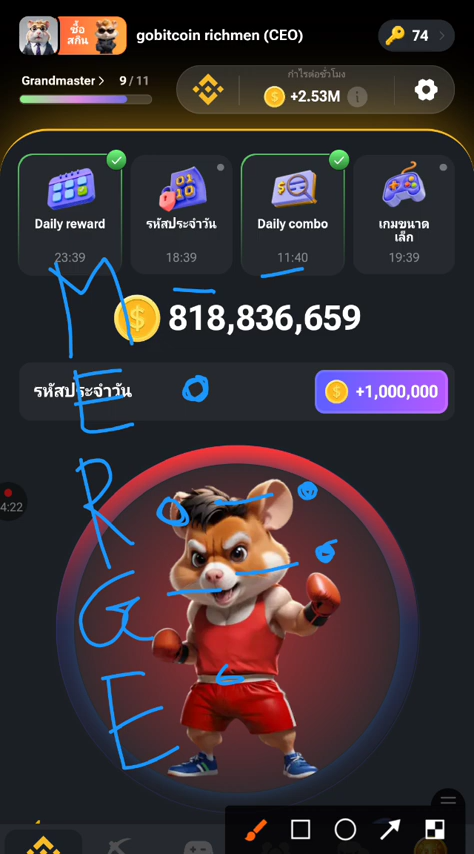 ซื้อ
สกิน
gobitcoin richmen (CEO)
74
Grandmaster > 9 / 11
กำไรต่อชั่วโมง
+2.53M
Daily reward
23:39
รหัสประจำวัน
18:39
Daily combo
11:40
เกมขนาด
เล็ก
19:39
818,836,659
รหัสประจำวัน
+1,000,000
4:22
M
E
R
G
E